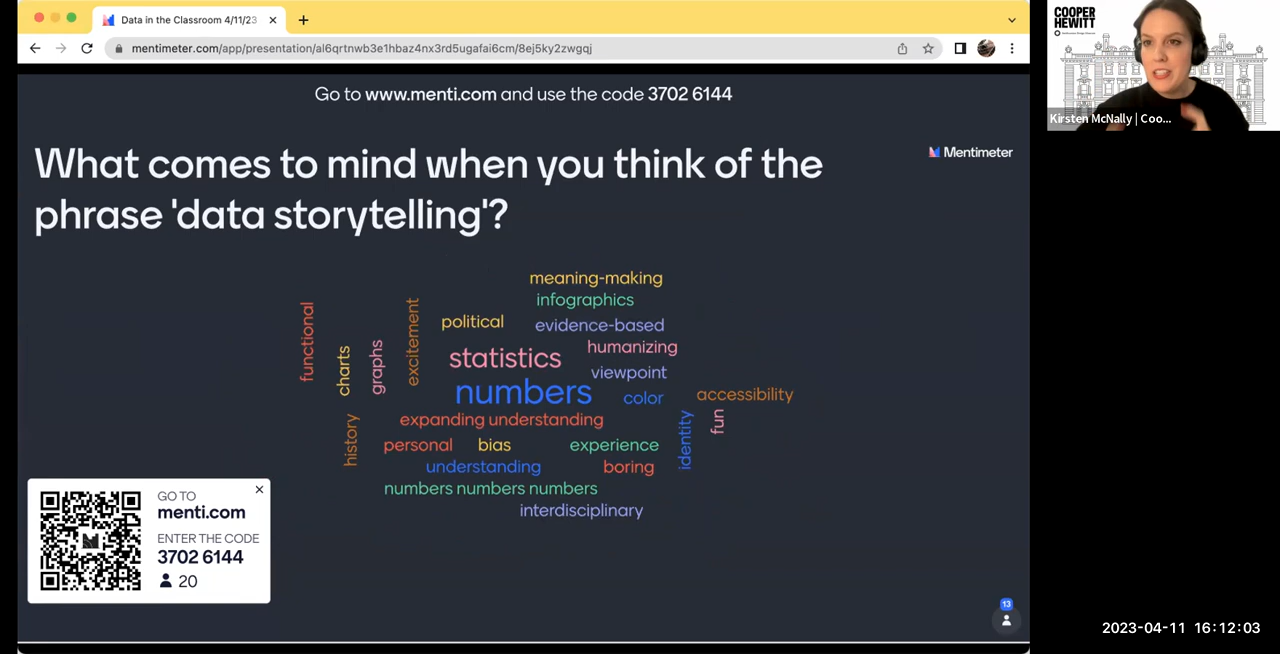 Data in the Classroom 4/11/23
mentimeter.com/app/presentation/al6qrtnwb3e1hbaz4nx3rd5ugafai6cm/8ej5ky2zwgqj
Go to www.menti.com and use the code 3702 6144
Mentimeter
What comes to mind when you think of the
phrase 'data storytelling'?
meaning-making
infographics
functional
excitement
political
evidence-based
charts
graphs
statistics
humanizing
viewpoint
numbers
color
accessibility
history
expanding understanding
identity
fun
personal
bias
experience
understanding
boring
numbers numbers numbers
interdisciplinary
GO TO
menti.com
ENTER THE CODE
3702 6144
20
13
COOPER
HEWITT
Kirsten McNally | Coo...
2023-04-11 16:12:03